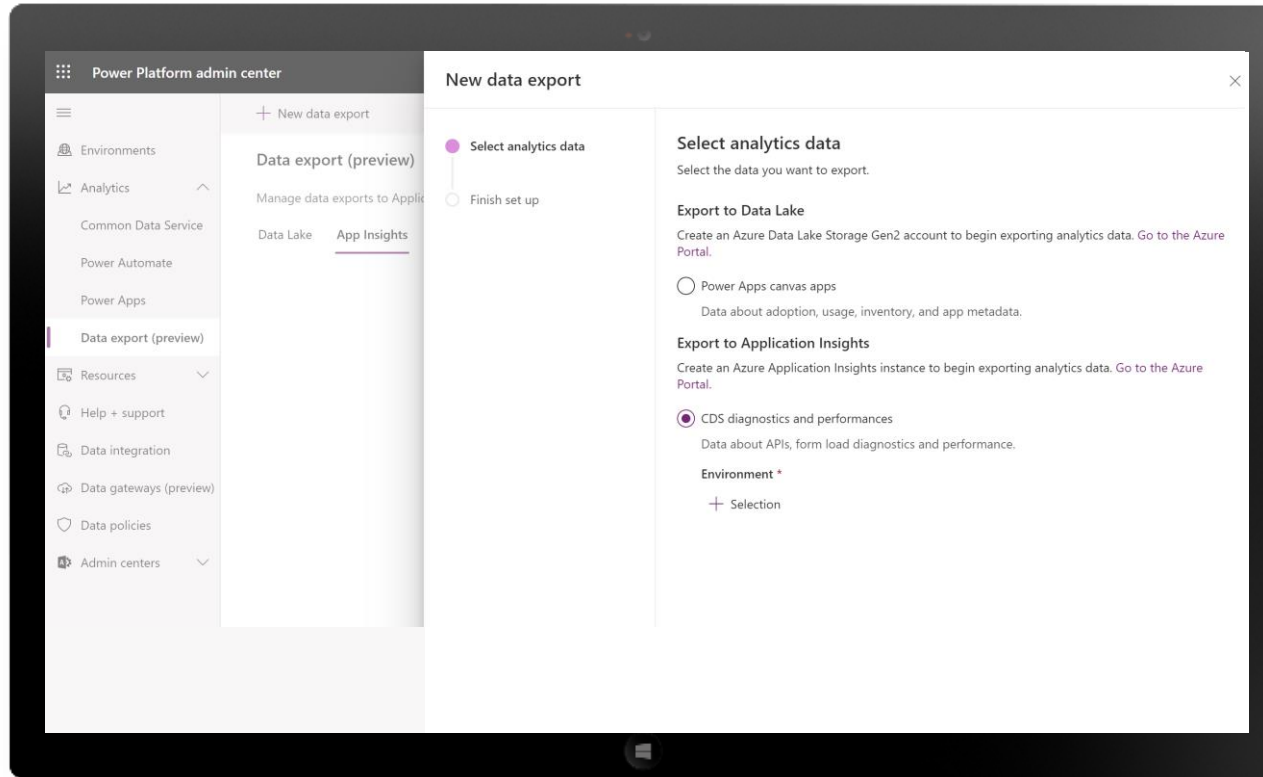 Power Platform admin center
Environments
Analytics
Common Data Service
Power Automate
Power Apps
Data export (preview)
Resources
Help + support
Data integration
Data gateways (preview)
Data policies
Admin centers
New data export
Data export (preview)
Manage data exports to
Data Lake App Insights
New data export
Select analytics data
Finish set up
Select analytics data
Select the data you want to export.
Export to Data Lake
Create an Azure Data Lake Storage Gen2 account to begin exporting analytics data. Go to the Azure
Portal.
Power Apps canvas apps
Data about adoption, usage, inventory, and app metadata.
Export to Application Insights
Create an Azure Application Insights instance to begin exporting analytics data. Go to the Azure
Portal.
CDS diagnostics and performances
Data about APIs, form load diagnostics and performance.
Environment *
Selection